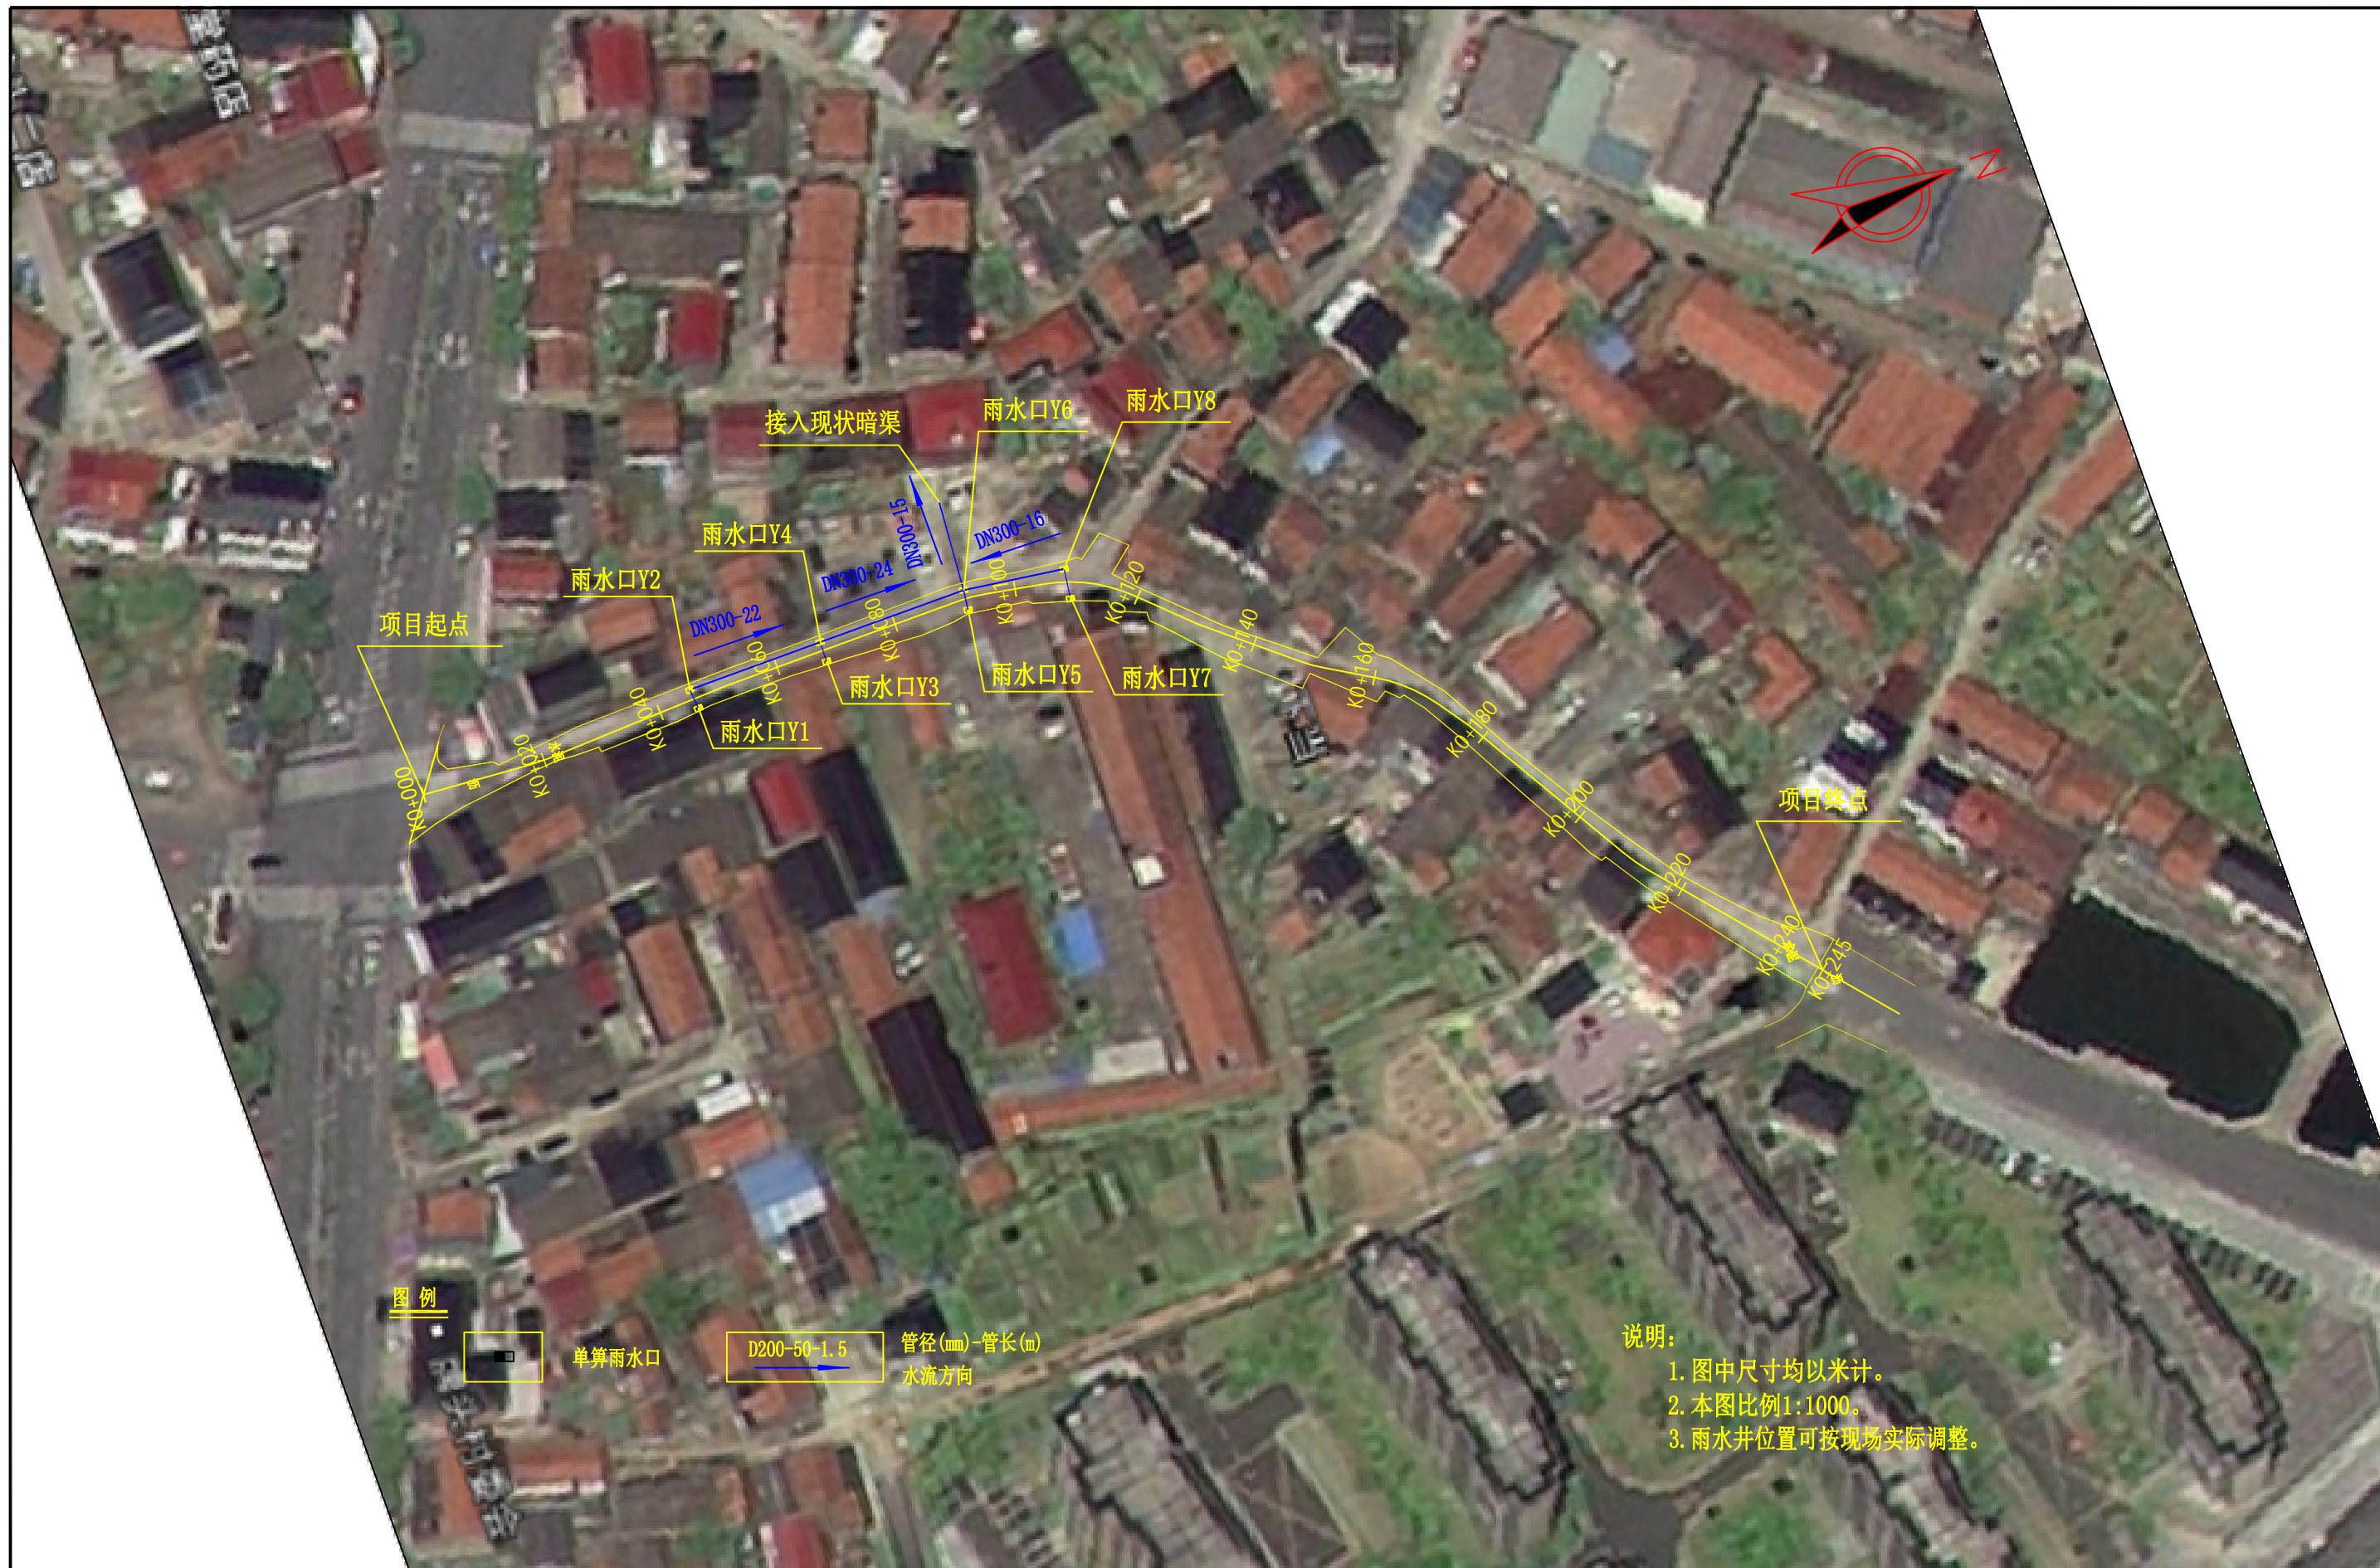 接入现状暗渠
雨水口Y6
雨水口Y8
DN300-15
DN300-16
雨水口Y4
DN300-24
雨水口Y2
DN300-22
项目起点
雨水口Y5
雨水口Y7
雨水口Y3
雨水口Y1
K0+000
K0+020
K0+040
K0+060
K0+080
K0+100
K0+120
K0+140
K0+160
K0+180
K0+200
K0+220
K0+240
K0+245
项目终点
N
图 例
单箅雨水口
D200-50-1.5
管径(mm)-管长(m)
水流方向
说明:
1.图中尺寸均以米计。
2.本图比例1:1000。
3.雨水井位置可按现场实际调整。